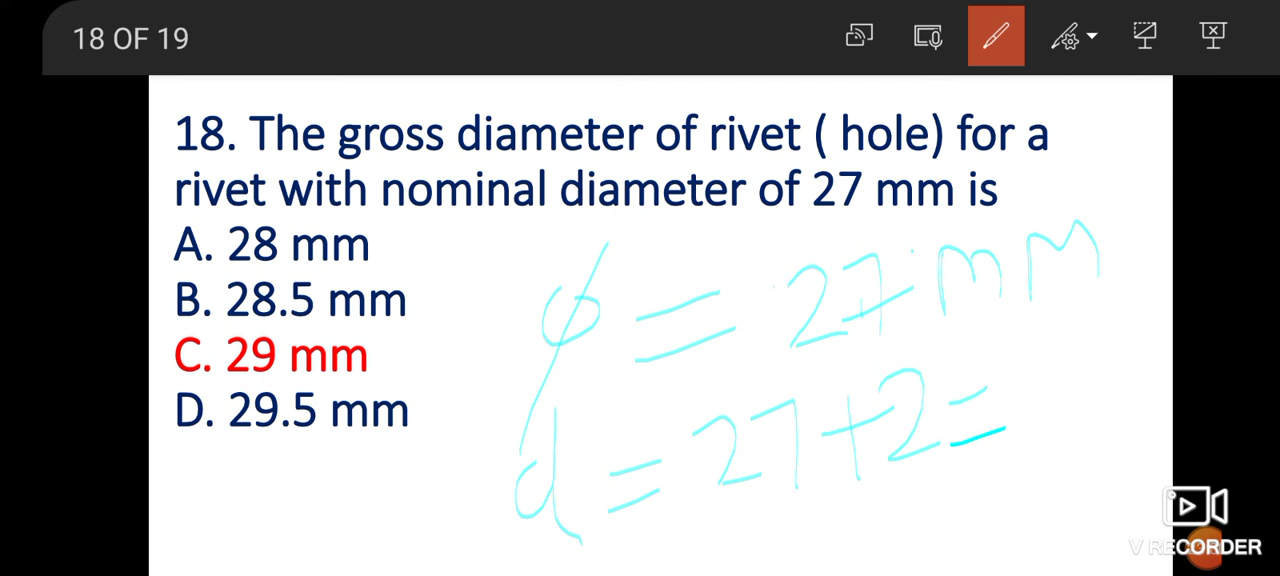 18 OF 19
18. The gross diameter of rivet ( hole) for a
rivet with nominal diameter of 27 mm is
A. 28 mm
B. 28.5 mm
C. 29 mm
D. 29.5 mm
ϕ = 27 mm
d = 27+2=
V RECORDER